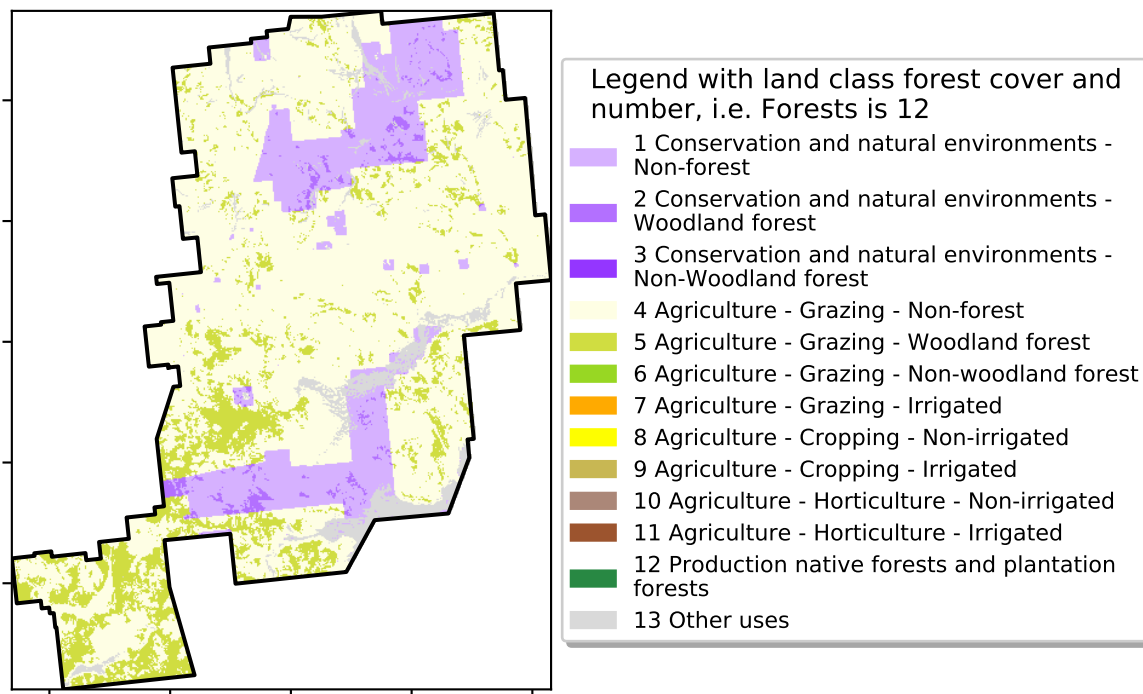 Legend with land class forest cover and
number, i.e. Forests is 12
1 Conservation and natural environments -
Non-forest
2 Conservation and natural environments -
Woodland forest
3 Conservation and natural environments -
Non-Woodland forest
4 Agriculture - Grazing - Non-forest
5 Agriculture - Grazing - Woodland forest
6 Agriculture - Grazing - Non-woodland forest
7 Agriculture - Grazing - Irrigated
8 Agriculture - Cropping - Non-irrigated
9 Agriculture - Cropping - Irrigated
10 Agriculture - Horticulture - Non-irrigated
11 Agriculture - Horticulture - Irrigated
12 Production native forests and plantation
forests
13 Other uses